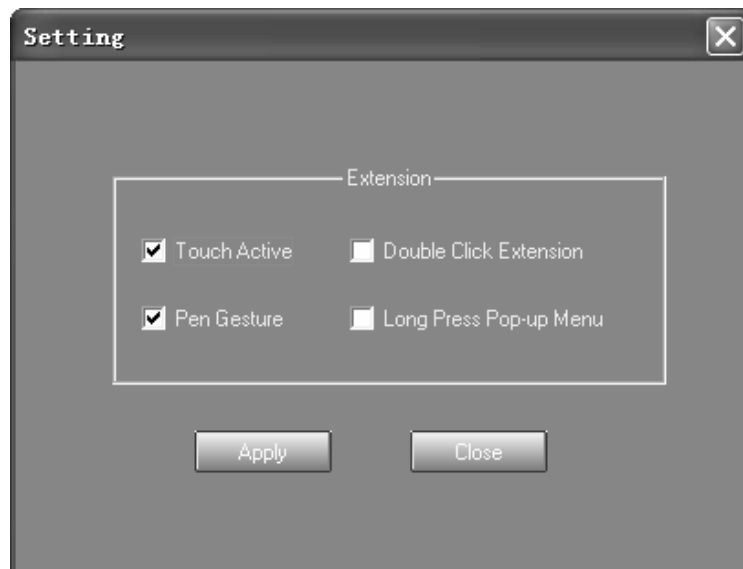 Setting
Extension
Touch Active Double Click Extension
Pen Gesture Long Press Pop-up Menu
Apply Close